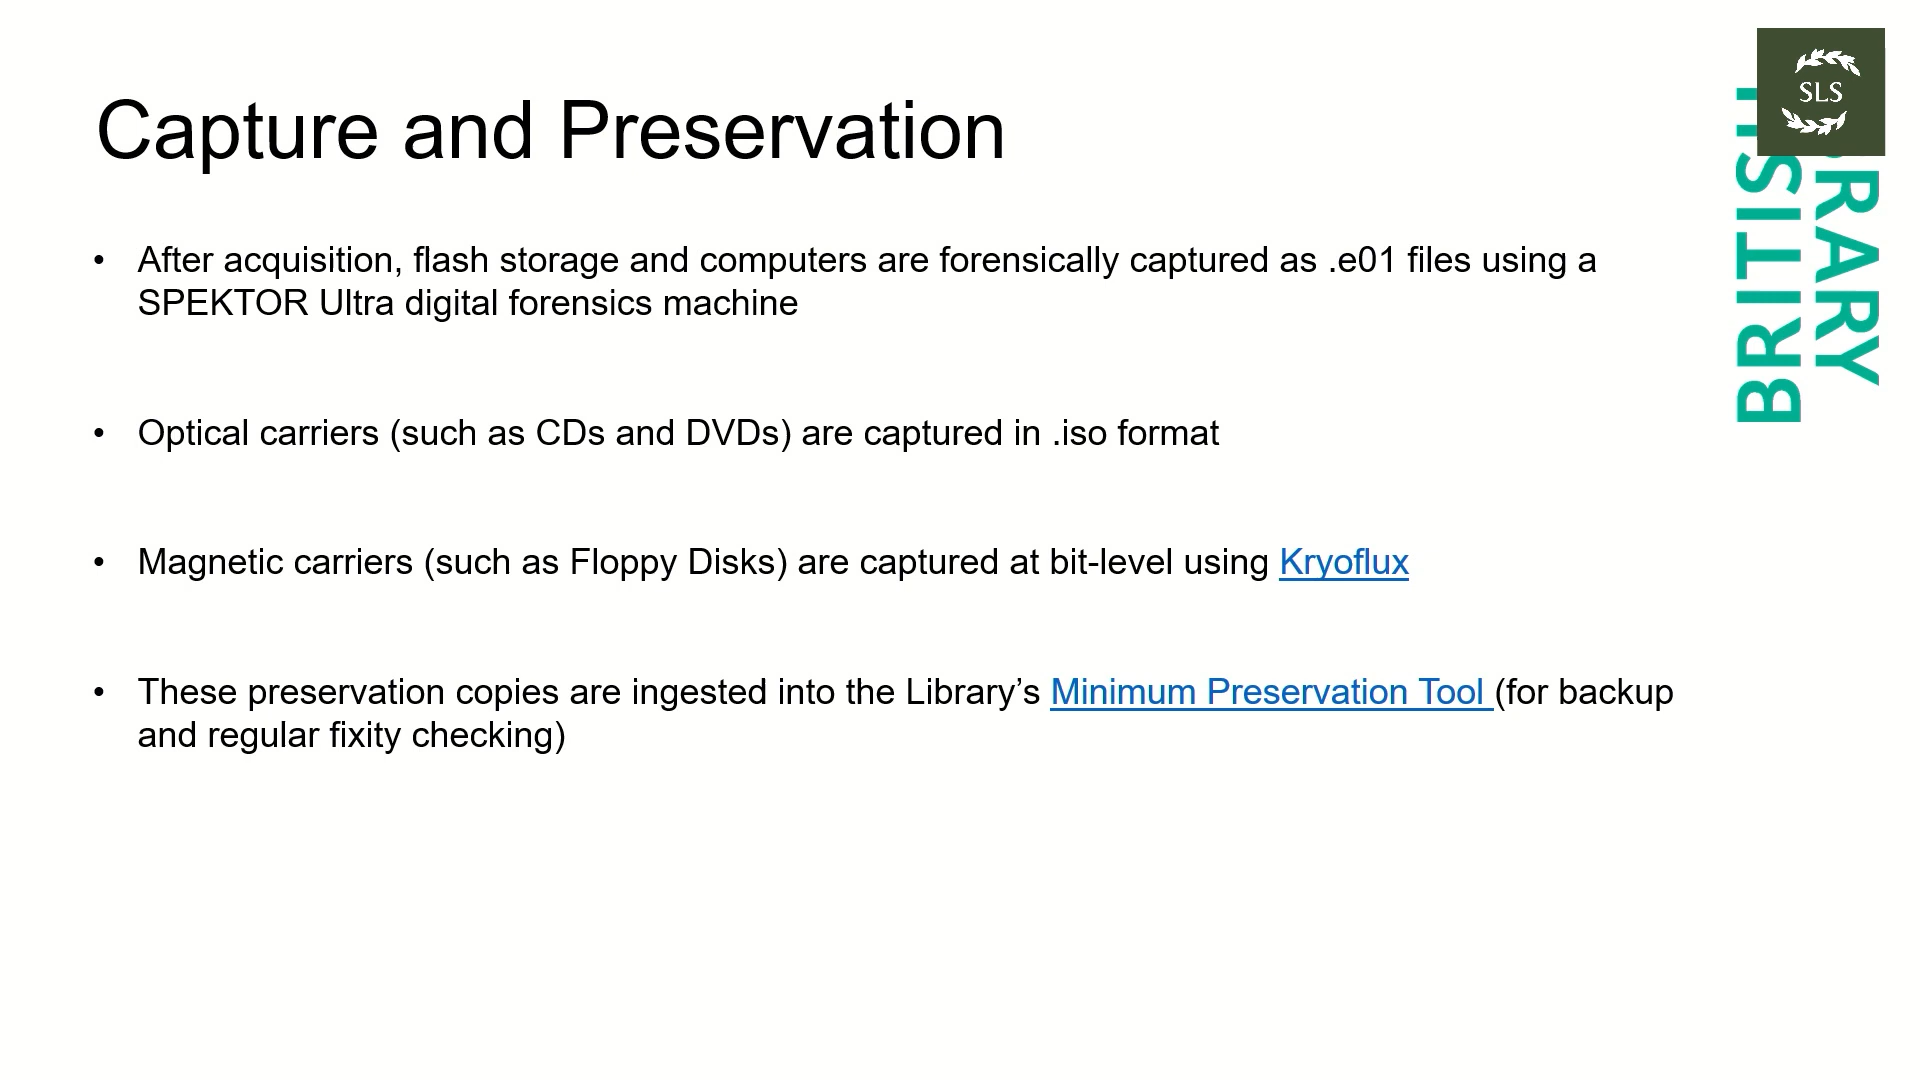 Capture and Preservation
SLS
BRITISH
RARY
• After acquisition, flash storage and computers are forensically captured as .e01 files using a
SPEKTOR Ultra digital forensics machine
• Optical carriers (such as CDs and DVDs) are captured in .iso format
• Magnetic carriers (such as Floppy Disks) are captured at bit-level using Kryoflux
• These preservation copies are ingested into the Library’s Minimum Preservation Tool (for backup
and regular fixity checking)